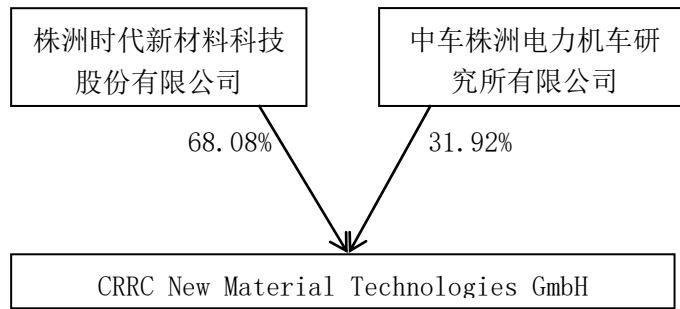 株洲时代新材料科技
股份有限公司
中车株洲电力机车研
究所有限公司
68.08%
31.92%
CRRC New Material Technologies GmbH